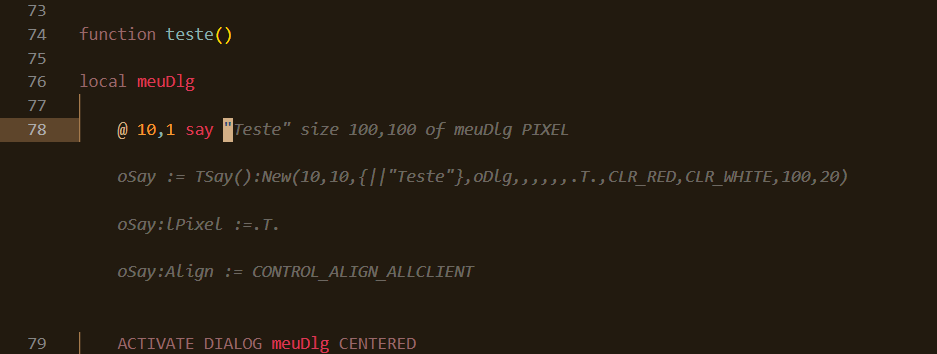 73
74 function teste()
75
76 local meuDlg
77
78 @ 10,1 say "Teste" size 100,100 of meuDlg PIXEL
oSay := TSay():New(10,10,{||"Teste"},oDlg,,,,,,.T.,CLR_RED,CLR_WHITE,100,20)
oSay:lPixel :=.T.
oSay:Align := CONTROL_ALIGN_ALLCLIENT
79 ACTIVATE DIALOG meuDlg CENTERED